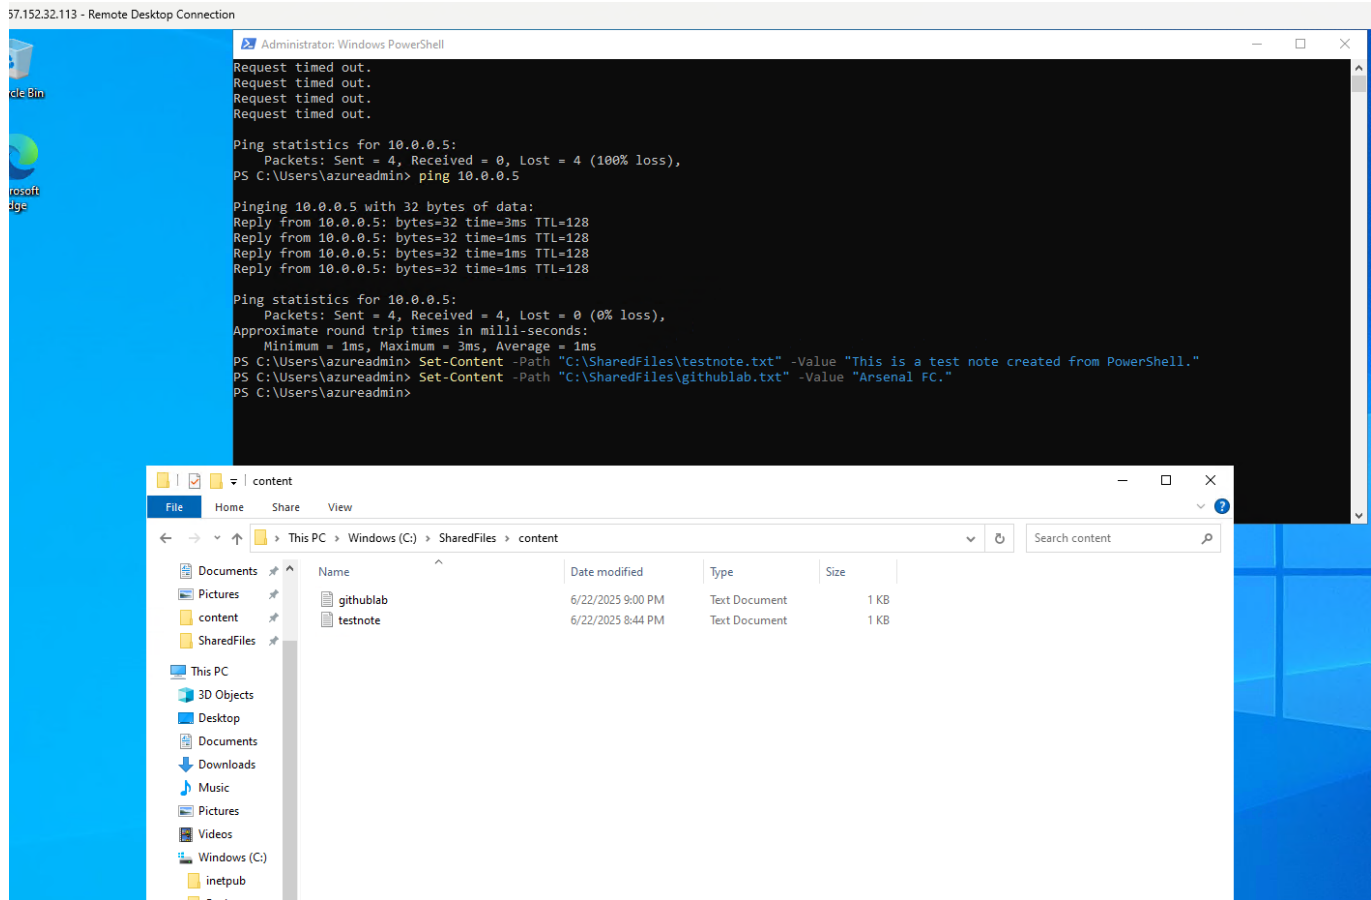 57.152.32.113 - Remote Desktop Connection
cle Bin
rosoft
dge
Administrator: Windows PowerShell
Request timed out.
Request timed out.
Request timed out.
Request timed out.
Ping statistics for 10.0.0.5:
Packets: Sent = 4, Received = 0, Lost = 4 (100% loss),
PS C:\Users\azureadmin> ping 10.0.0.5
Pinging 10.0.0.5 with 32 bytes of data:
Reply from 10.0.0.5: bytes=32 time=3ms TTL=128
Reply from 10.0.0.5: bytes=32 time=1ms TTL=128
Reply from 10.0.0.5: bytes=32 time=1ms TTL=128
Reply from 10.0.0.5: bytes=32 time=1ms TTL=128
Ping statistics for 10.0.0.5:
Packets: Sent = 4, Received = 4, Lost = 0 (0% loss),
Approximate round trip times in milli-seconds:
Minimum = 1ms, Maximum = 3ms, Average = 1ms
PS C:\Users\azureadmin> Set-Content -Path "C:\SharedFiles\testnote.txt" -Value "This is a test note created from PowerShell."
PS C:\Users\azureadmin> Set-Content -Path "C:\SharedFiles\githublab.txt" -Value "Arsenal FC."
PS C:\Users\azureadmin>
content
File Home Share View
This PC > Windows (C:) > SharedFiles > content
Search content
Documents
Pictures
content
SharedFiles
This PC
3D Objects
Desktop
Documents
Downloads
Music
Pictures
Videos
Windows (C:)
inetpub
Name Date modified Type Size
githublab 6/22/2025 9:00 PM Text Document 1 KB
testnote 6/22/2025 8:44 PM Text Document 1 KB